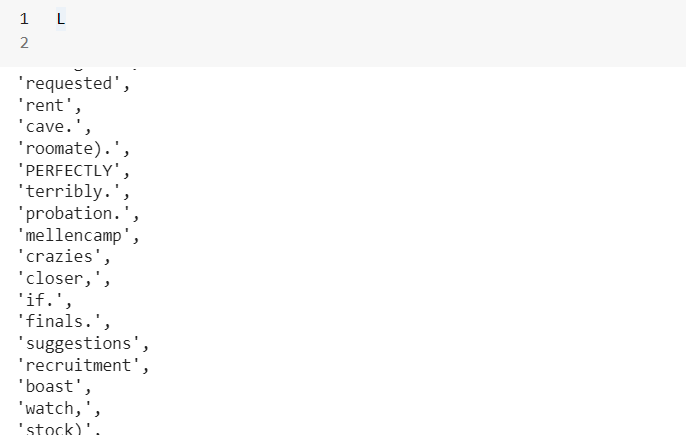 1 L
2
'requested',
'rent',
'cave.',
'roomate).',
'PERFECTLY',
'terribly.',
'probation.',
'mellencamp',
'crazies',
'closer,',
'if.',
'finals.',
'suggestions',
'recruitment',
'boast',
'watch,',
'stock)',